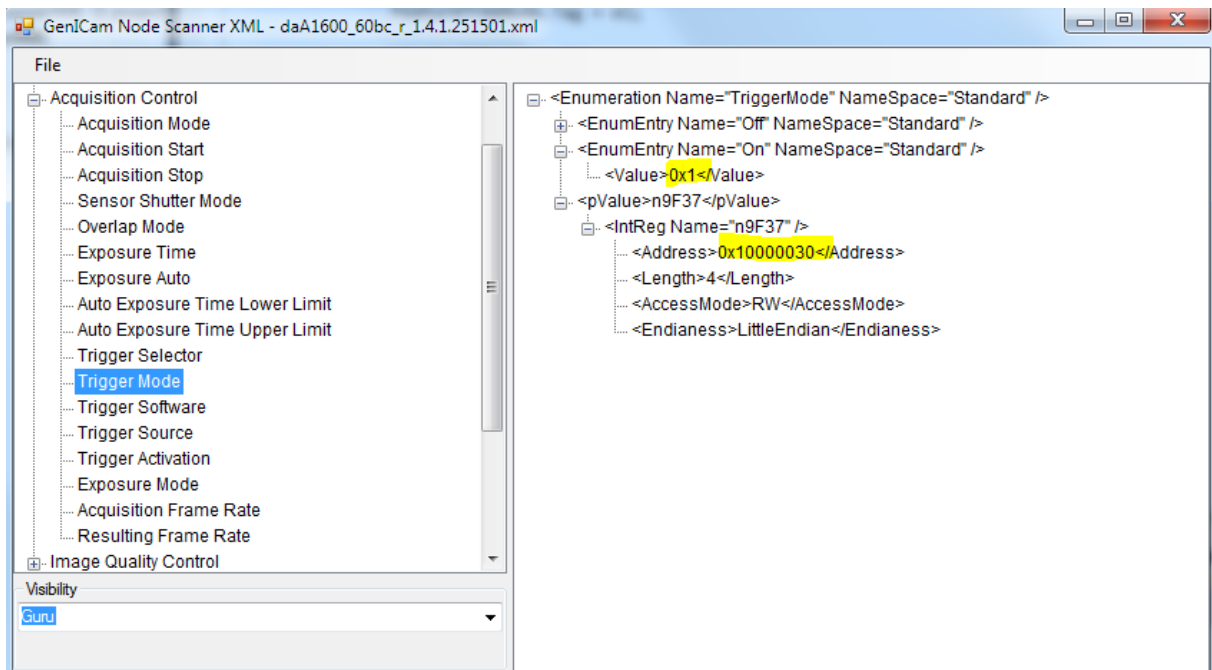 GenICam Node Scanner XML - daA1600_60bc_r_1.4.1.251501.xml
File
Acquisition Control
Acquisition Mode
Acquisition Start
Acquisition Stop
Sensor Shutter Mode
Overlap Mode
Exposure Time
Exposure Auto
Auto Exposure Time Lower Limit
Auto Exposure Time Upper Limit
Trigger Selector
Trigger Mode
Trigger Software
Trigger Source
Trigger Activation
Exposure Mode
Acquisition Frame Rate
Resulting Frame Rate
Image Quality Control
Visibility
Guru
<Enumeration Name="TriggerMode" NameSpace="Standard" />
<EnumEntry Name="Off" NameSpace="Standard" />
<EnumEntry Name="On" NameSpace="Standard" />
<Value>0x1</Value>
<pValue>n9F37</pValue>
<IntReg Name="n9F37" />
<Address>0x10000030</Address>
<Length>4</Length>
<AccessMode>RW</AccessMode>
<Endianess>LittleEndian</Endianess>